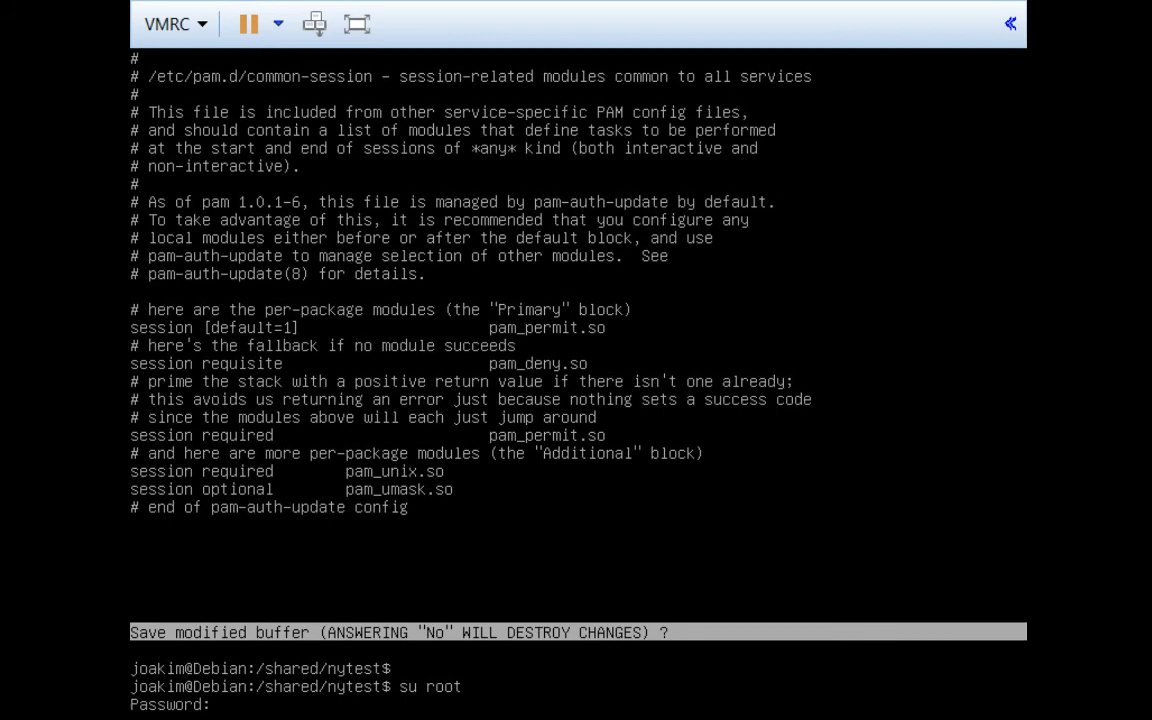 VMRC
#
# /etc/pam.d/common-session - session-related modules common to all services
#
# This file is included from other service-specific PAM config files,
# and should contain a list of modules that define tasks to be performed
# at the start and end of sessions of *any* kind (both interactive and
# non-interactive).
#
# As of pam 1.0.1-6, this file is managed by pam-auth-update by default.
# To take advantage of this, it is recommended that you configure any
# local modules either before or after the default block, and use
# pam-auth-update to manage selection of other modules.  See
# pam-auth-update(8) for details.
# here are the per-package modules (the "Primary" block)
session [default=1]                     pam_permit.so
# here's the fallback if no module succeeds
session requisite                       pam_deny.so
# prime the stack with a positive return value if there isn't one already;
# this avoids us returning an error just because nothing sets a success code
# since the modules above will each just jump around
session required                        pam_permit.so
# and here are more per-package modules (the "Additional" block)
session required        pam_unix.so
session optional        pam_umask.so
# end of pam-auth-update config
Save modified buffer (ANSWERING "No" WILL DESTROY CHANGES) ?
joakim@Debian:/shared/nytest$
joakim@Debian:/shared/nytest$ su root
Password: